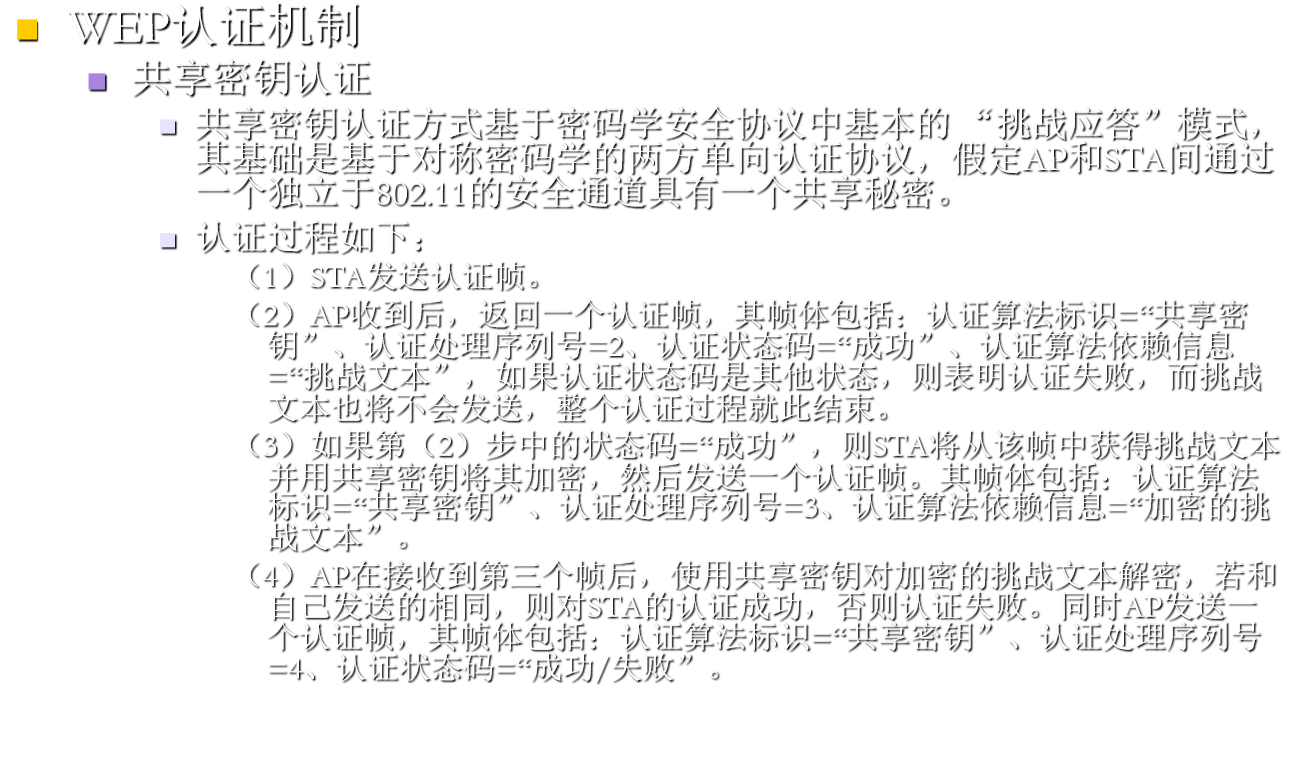 WEP认证机制
共享密钥认证
共享密钥认证方式基于密码学安全协议中基本的 “挑战应答” 模式，
其基础是基于对称密码学的两方单向认证协议，假定AP和STA间通过
一个独立于802.11的安全通道具有一个共享秘密。
认证过程如下：
（1）STA发送认证帧。
（2）AP收到后，返回一个认证帧，其帧体包括：认证算法标识=“共享密
钥” 、认证处理序列号=2、认证状态码=“成功” 、认证算法依赖信息
=“挑战文本” ，如果认证状态码是其他状态，则表明认证失败，而挑战
文本也将不会发送，整个认证过程就此结束。
（3）如果第（2）步中的状态码=“成功” ，则STA将从该帧中获得挑战文本
并用共享密钥将其加密，然后发送一个认证帧。其帧体包括：认证算法
标识=“共享密钥” 、认证处理序列号=3、认证算法依赖信息=“加密的挑
战文本” 。
（4）AP在接收到第三个帧后，使用共享密钥对加密的挑战文本解密，若和
自己发送的相同，则对STA的认证成功，否则认证失败。同时AP发送一
个认证帧，其帧体包括：认证算法标识=“共享密钥” 、认证处理序列号
=4、认证状态码=“成功/失败” 。